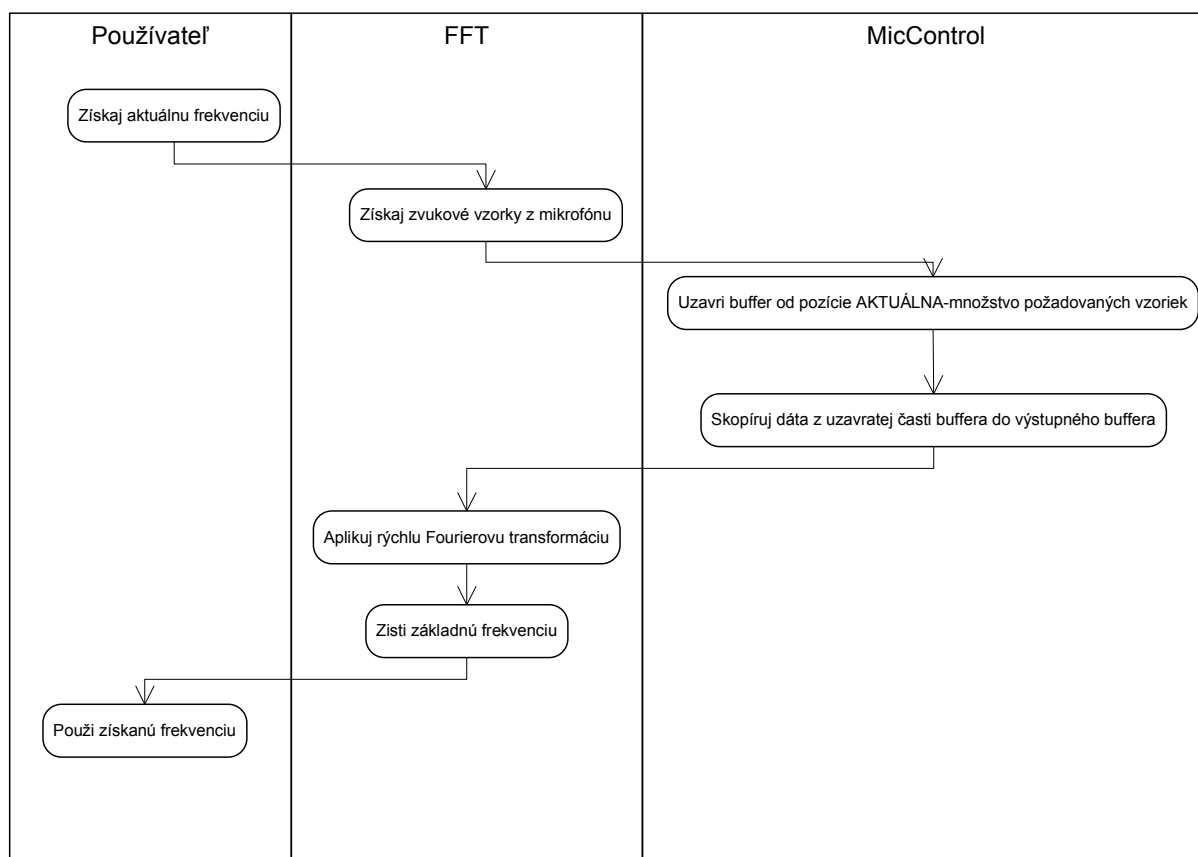 Používateľ
FFT
MicControl
Získaj aktuálnu frekvenciu
Získaj zvukové vzorky z mikrofónu
Uzavri buffer od pozície AKTUÁLNA-množstvo požadovaných vzoriek
Skopíruj dáta z uzavratej časti buffera do výstupného buffera
Aplikuj rýchlu Fourierovu transformáciu
Zisti základnú frekvenciu
Použi získanú frekvenciu